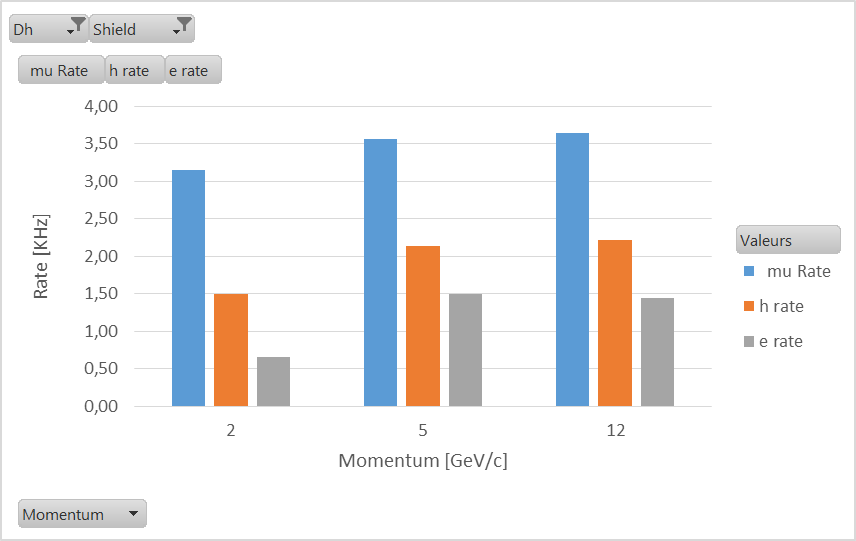 Dh Shield
mu Rate h rate e rate
4,00
3,50
3,00
2,50
2,00
1,50
1,00
0,50
0,00
Rate [KHz]
2 5 12
Momentum [GeV/c]
Valeurs
mu Rate
h rate
e rate
Momentum